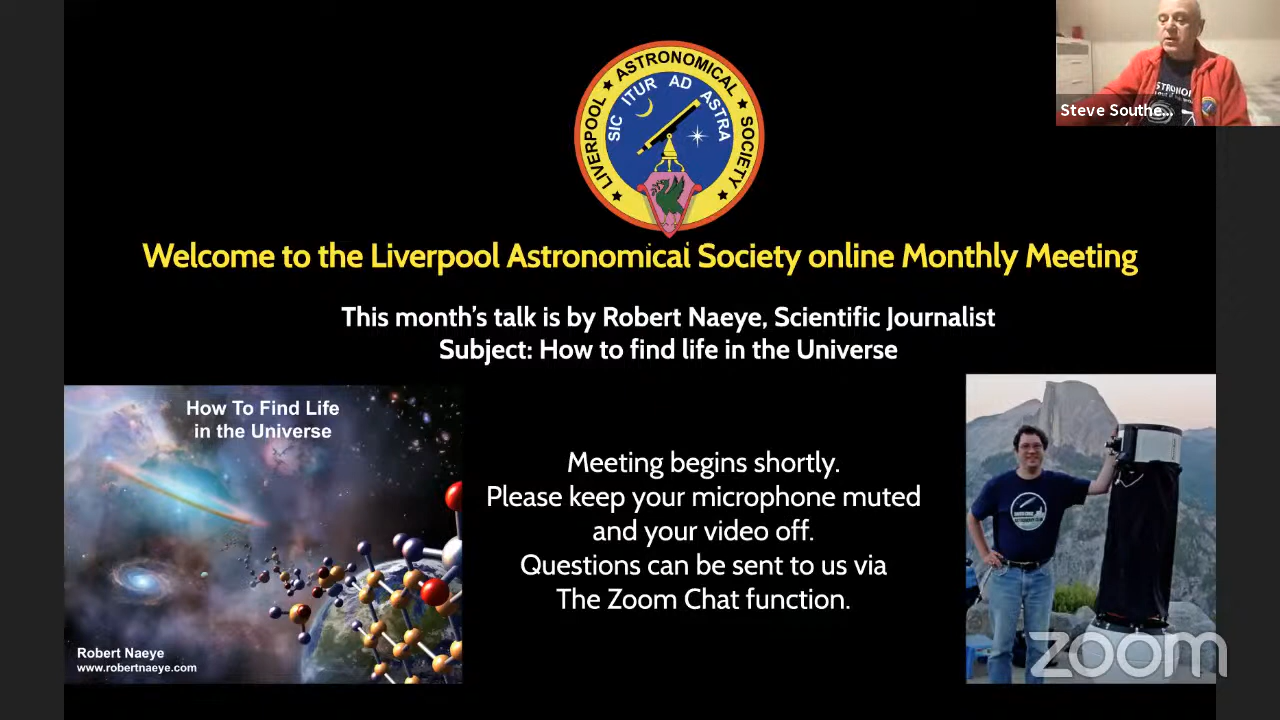 LIVERPOOL ★ ASTRONOMICAL ★ SOCIETY
SIC ITUR AD ASTRA
Steve Southe...
Welcome to the Liverpool Astronomical Society online Monthly Meeting
This month's talk is by Robert Naeye, Scientific Journalist
Subject: How to find life in the Universe
How To Find Life
in the Universe
Robert Naeye
www.robertnaeye.com
Meeting begins shortly.
Please keep your microphone muted
and your video off.
Questions can be sent to us via
The Zoom Chat function.
zoom